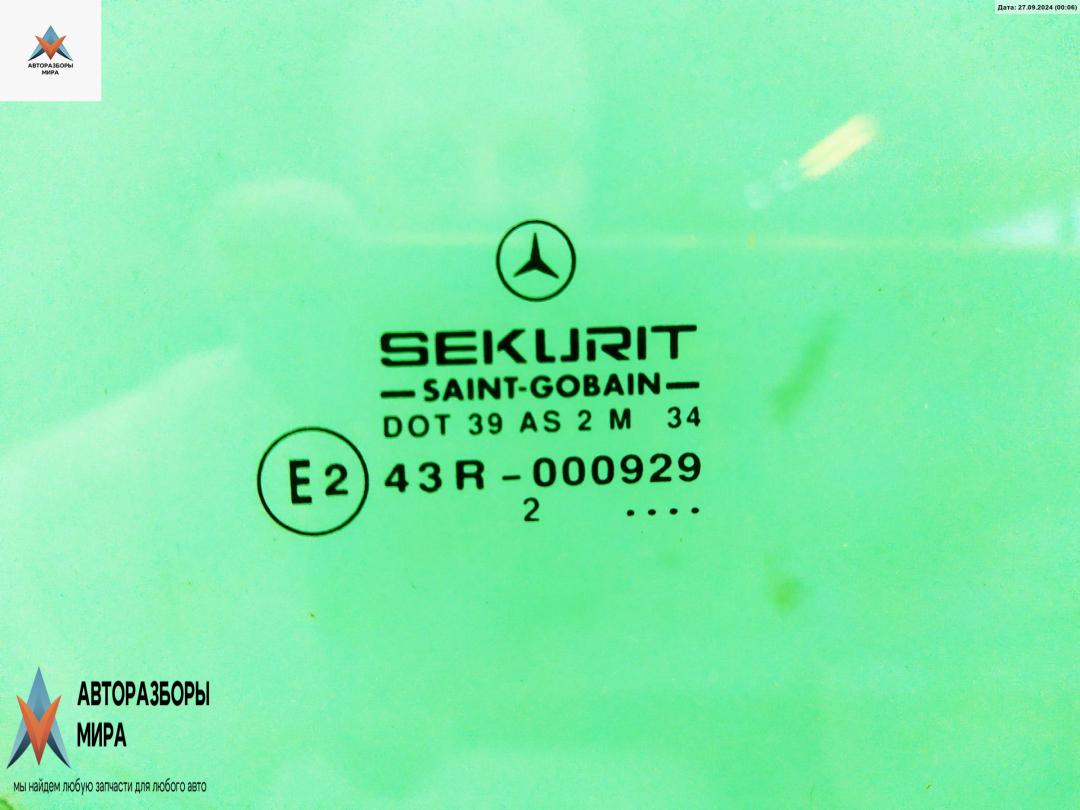 Дата: 27.09.2024 (00:06)
АВТОРАЗБОРЫ
МИРА
SEKURIT
SAINT-GOBAIN
DOT 39 AS 2 M 34
E2 43R-000929
2 ....
АВТОРАЗБОРЫ
МИРА
мы найдем любую запчасти для любого авто